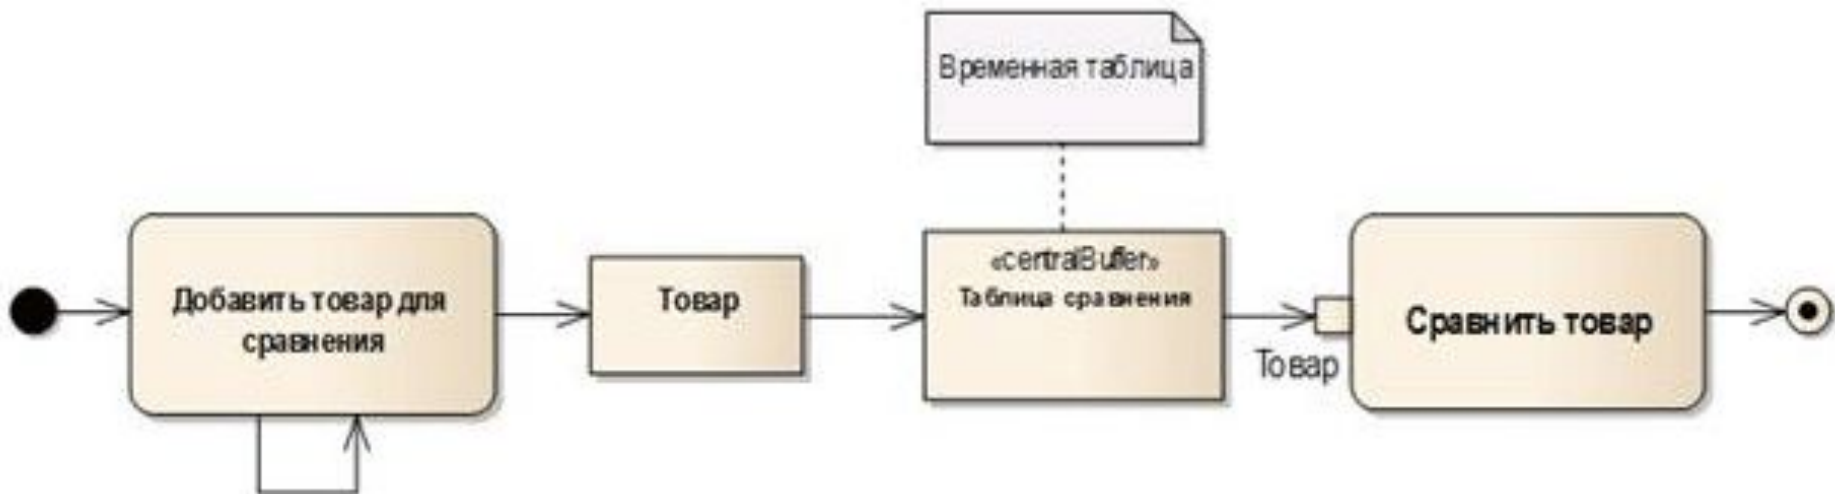 Временная таблица
Добавить товар для
сравнения
Товар
«centralBuffer»
Таблица сравнения
Товар
Сравнить товар